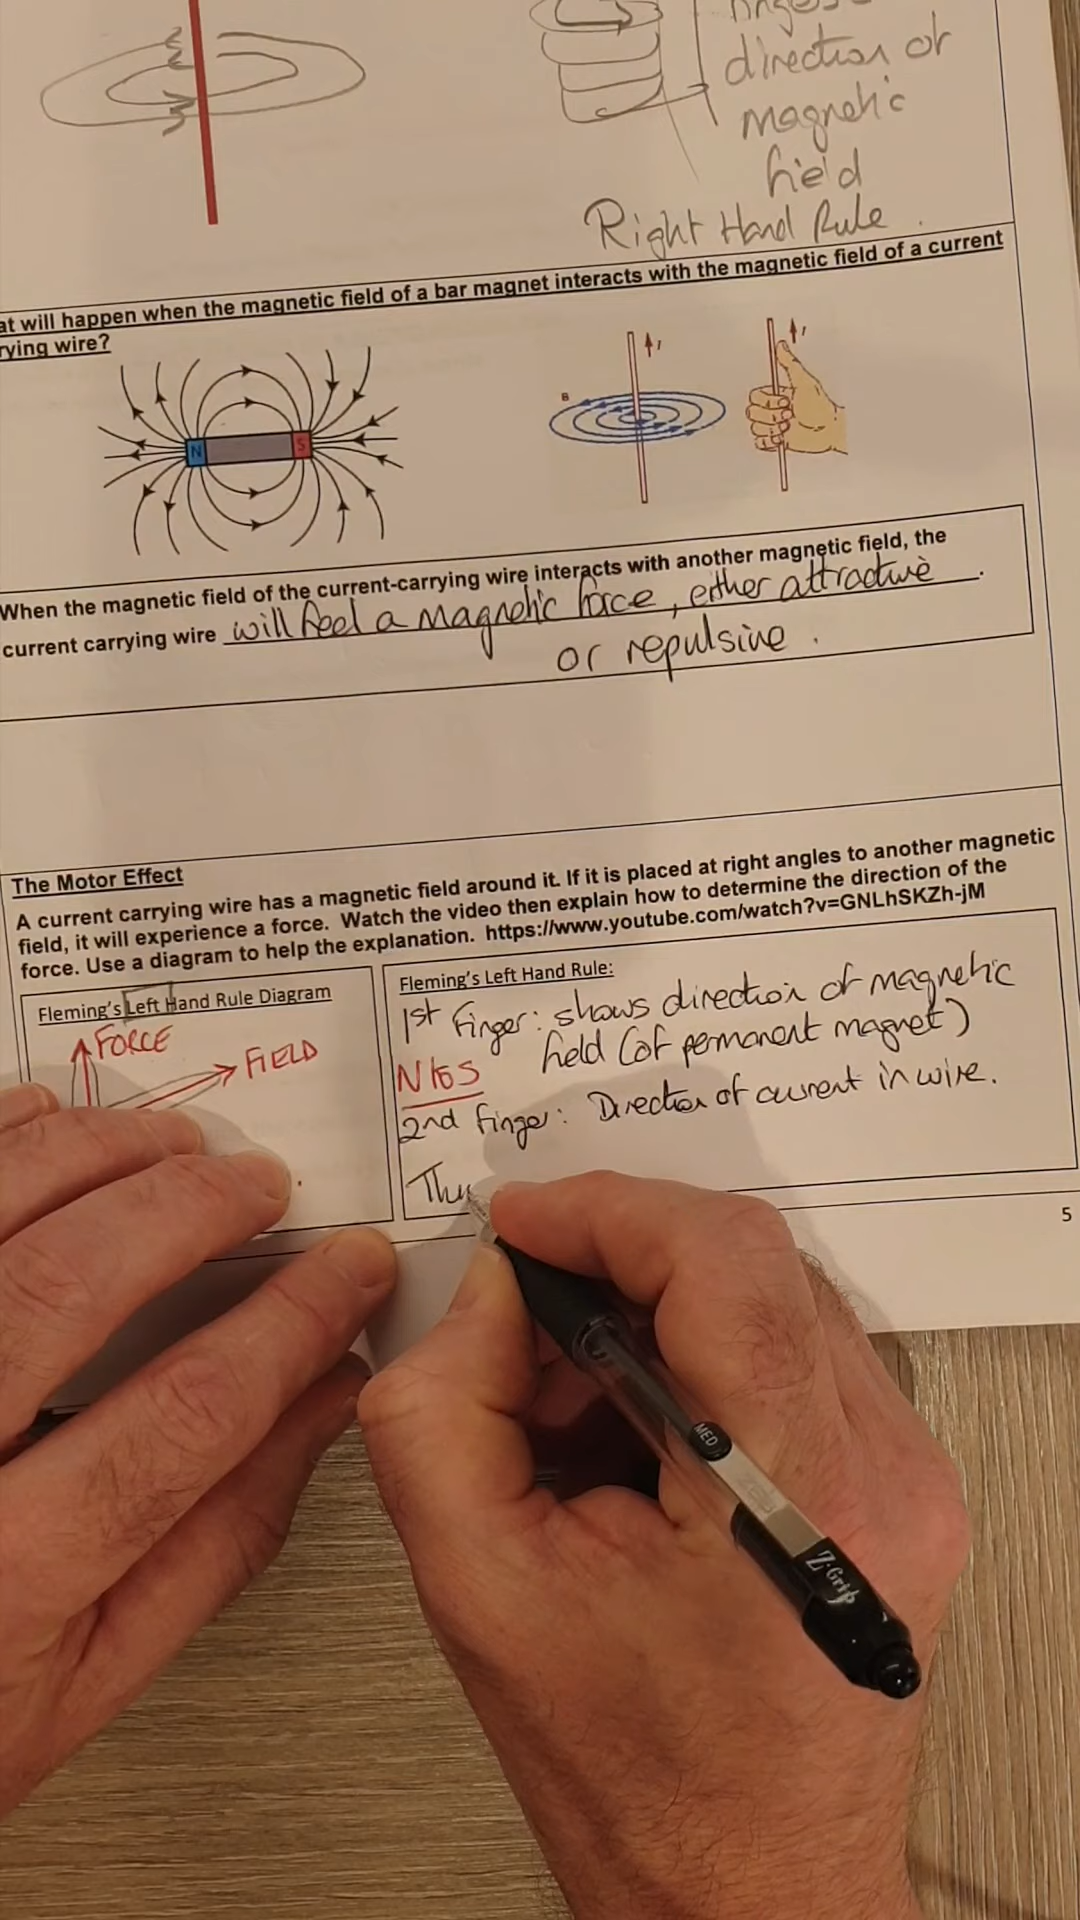 direction of
magnetic
field
Right Hand Rule.
at will happen when the magnetic field of a bar magnet interacts with the magnetic field of a current
rying wire?
I
I
B
N
S
When the magnetic field of the current-carrying wire interacts with another magnetic field, the
current carrying wire will feel a magnetic force, either attractive
or repulsive.
The Motor Effect
A current carrying wire has a magnetic field around it. If it is placed at right angles to another magnetic
field, it will experience a force. Watch the video then explain how to determine the direction of the
force. Use a diagram to help the explanation. https://www.youtube.com/watch?v=GNLhSKZh-jM
Fleming's Left Hand Rule Diagram
FORCE
FIELD
Fleming's Left Hand Rule:
1st Finger: shows direction of magnetic
field (of permanent magnet)
N to S
2nd finger: Direction of current in wire.
Thu
5
MED
Z-Grip